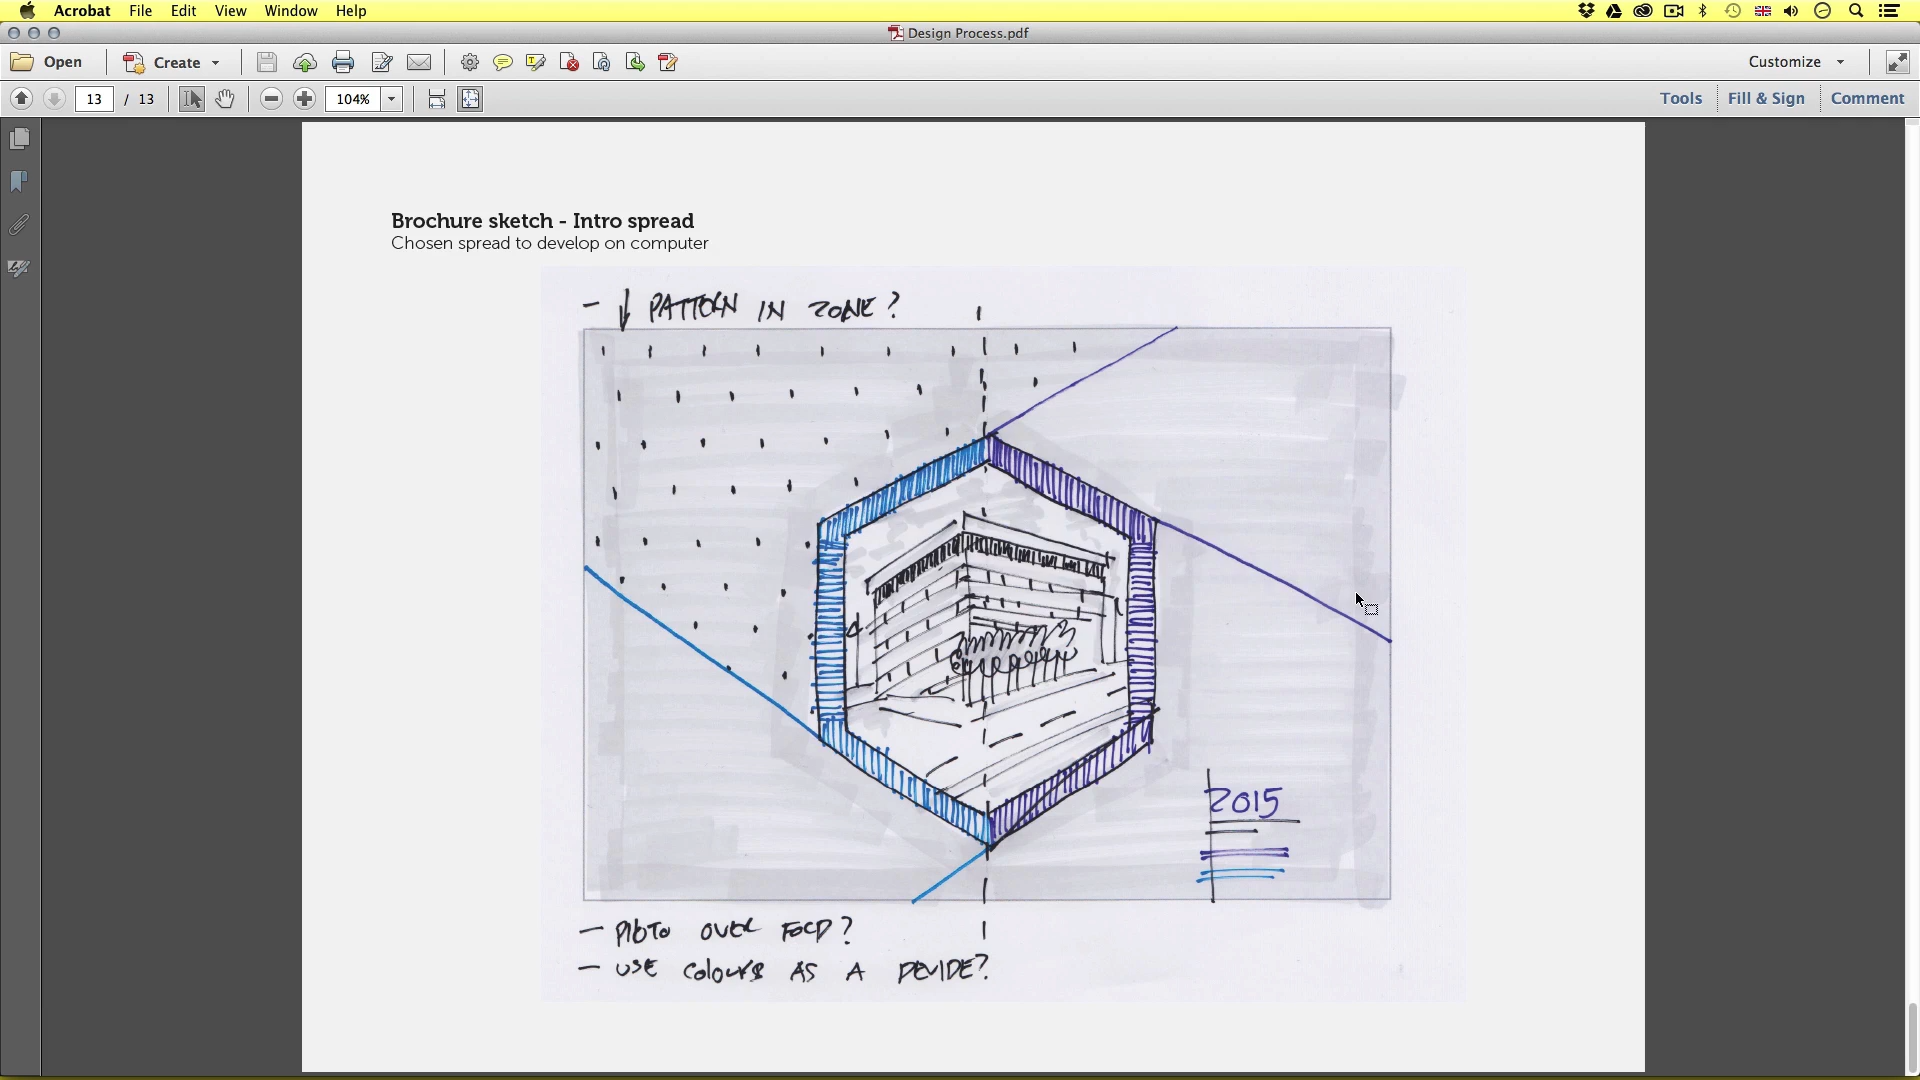 Acrobat File Edit View Window Help
Design Process.pdf
Open Create Customize
13 / 13 104% Tools Fill & Sign Comment
Brochure sketch - Intro spread
Chosen spread to develop on computer
- ↓ PATTERN IN ZONE?
2015
- PHOTO OVER FOLD?
- USE COLOURS AS A DEVIDE?